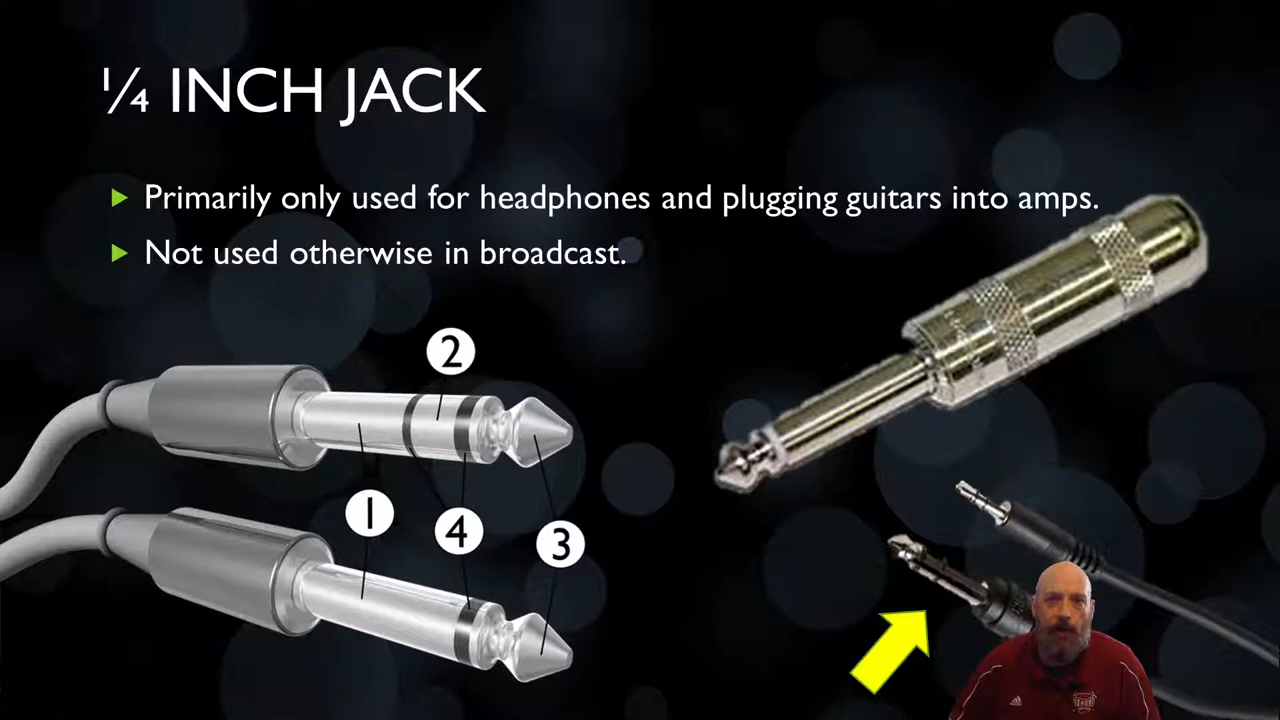 ¼ INCH JACK
Primarily only used for headphones and plugging guitars into amps.
Not used otherwise in broadcast.
2
1
4
3